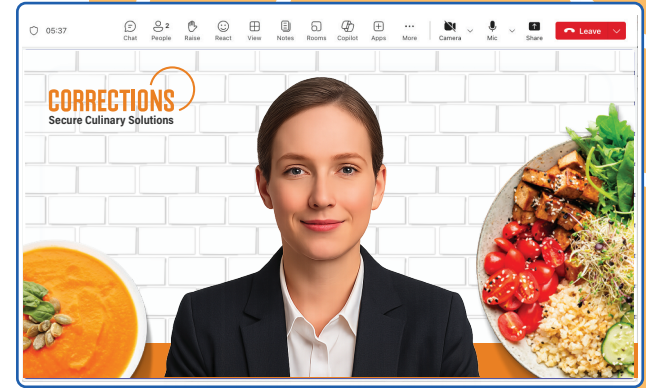 05:37
2
Chat People Raise React View Notes Rooms Copilot Apps More Camera Mic Share Leave
CORRECTIONS
Secure Culinary Solutions